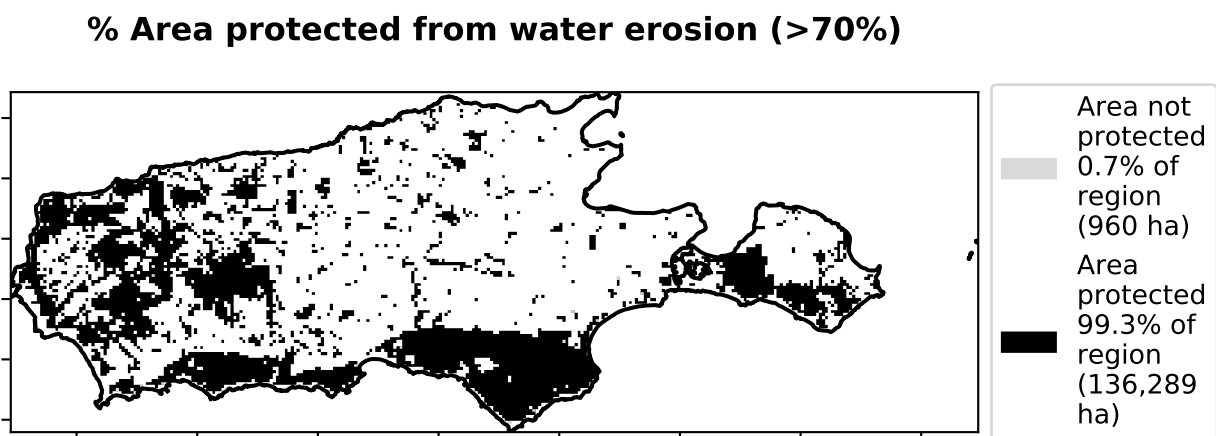 % Area protected from water erosion (>70%)
Area not
protected
0.7% of
region
(960 ha)
Area
protected
99.3% of
region
(136,289
ha)